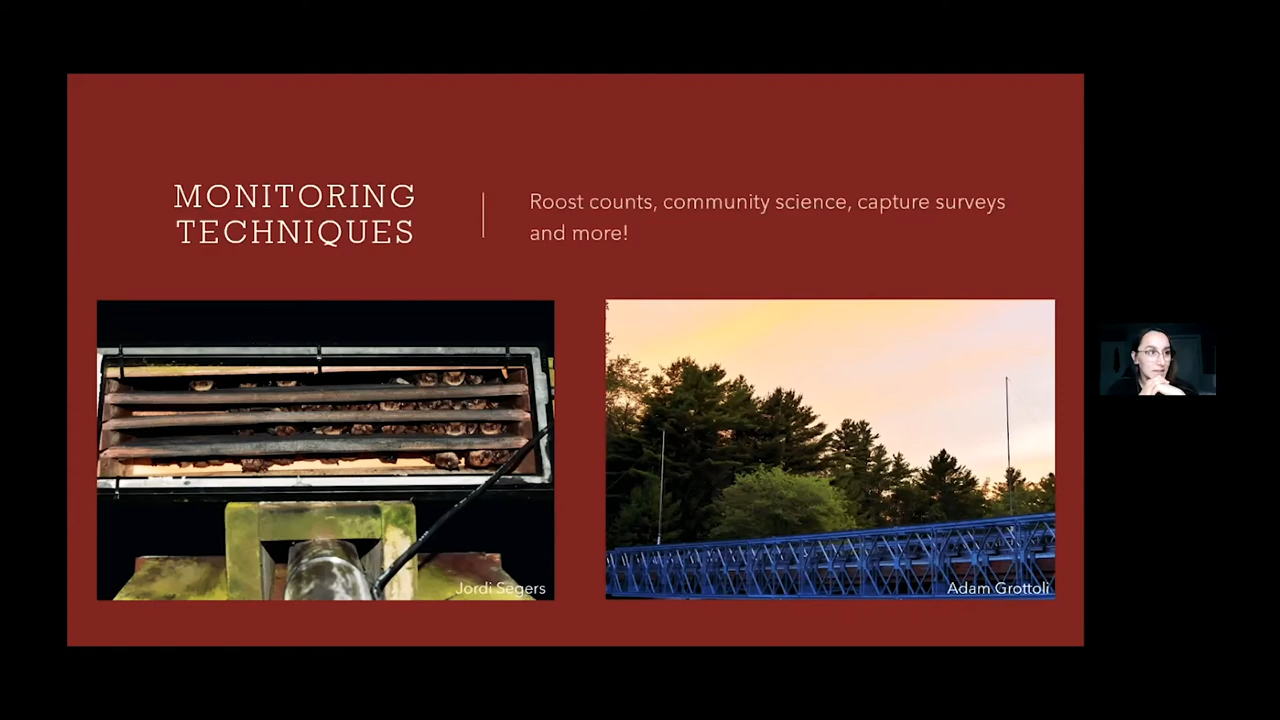 MONITORING
TECHNIQUES
Roost counts, community science, capture surveys
and more!
Jordi Segers
Adam Grottoli